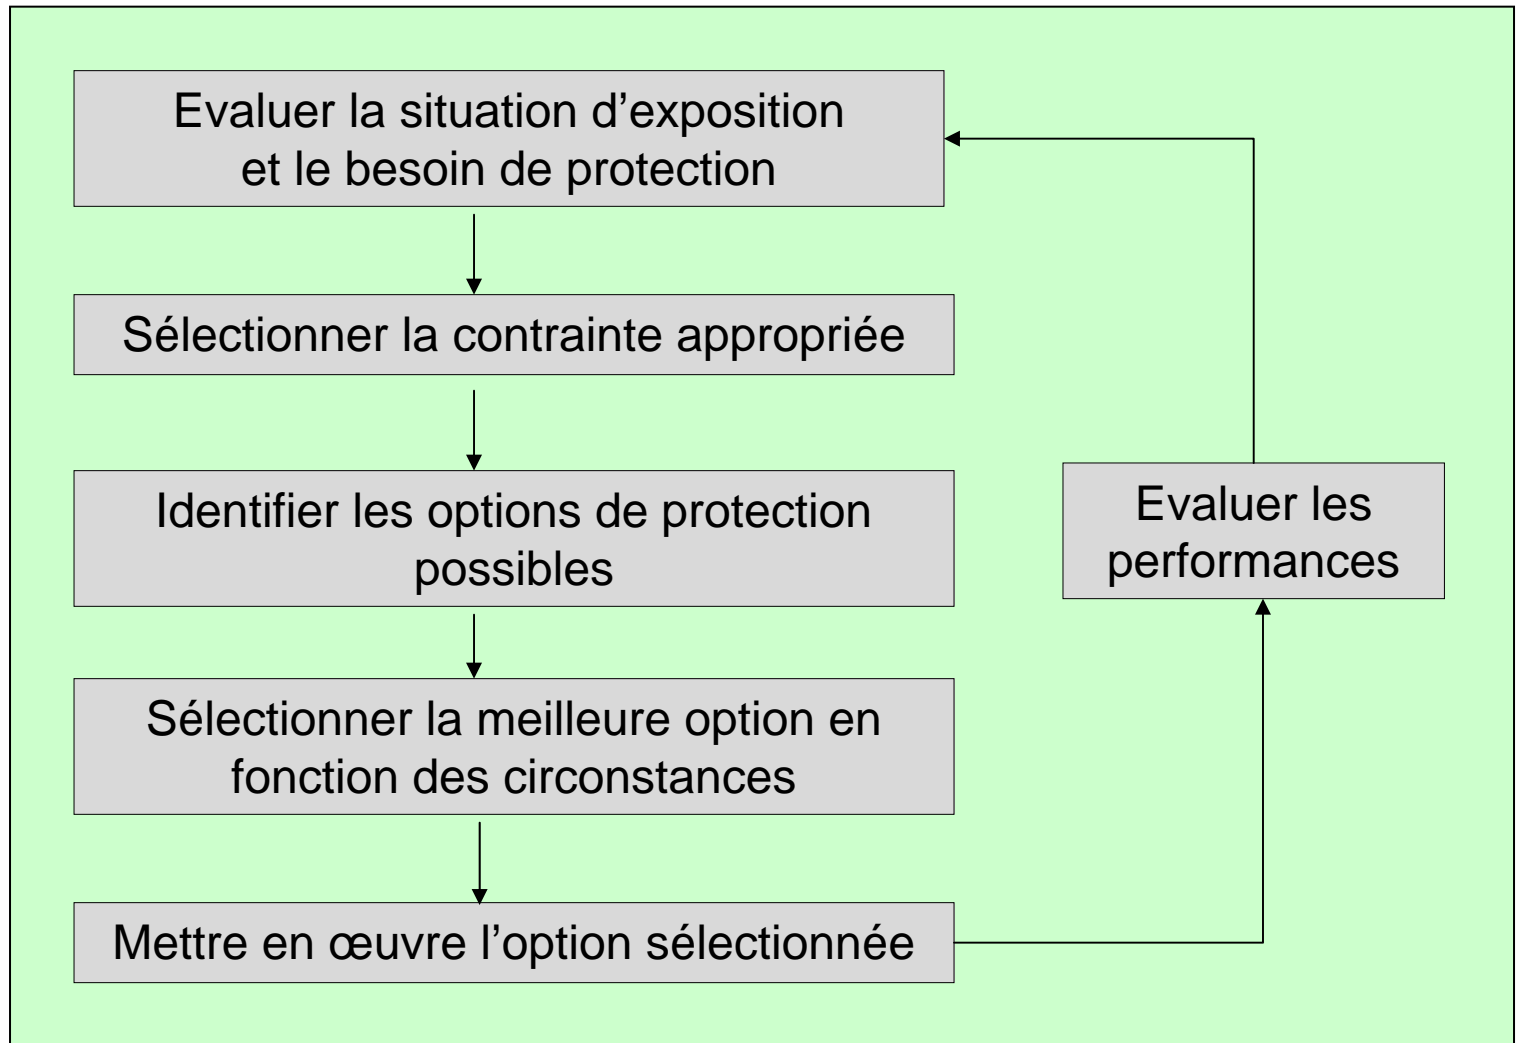 Evaluer la situation d’exposition
et le besoin de protection
Sélectionner la contrainte appropriée
Identifier les options de protection
possibles
Sélectionner la meilleure option en
fonction des circonstances
Mettre en œuvre l’option sélectionnée
Evaluer les
performances